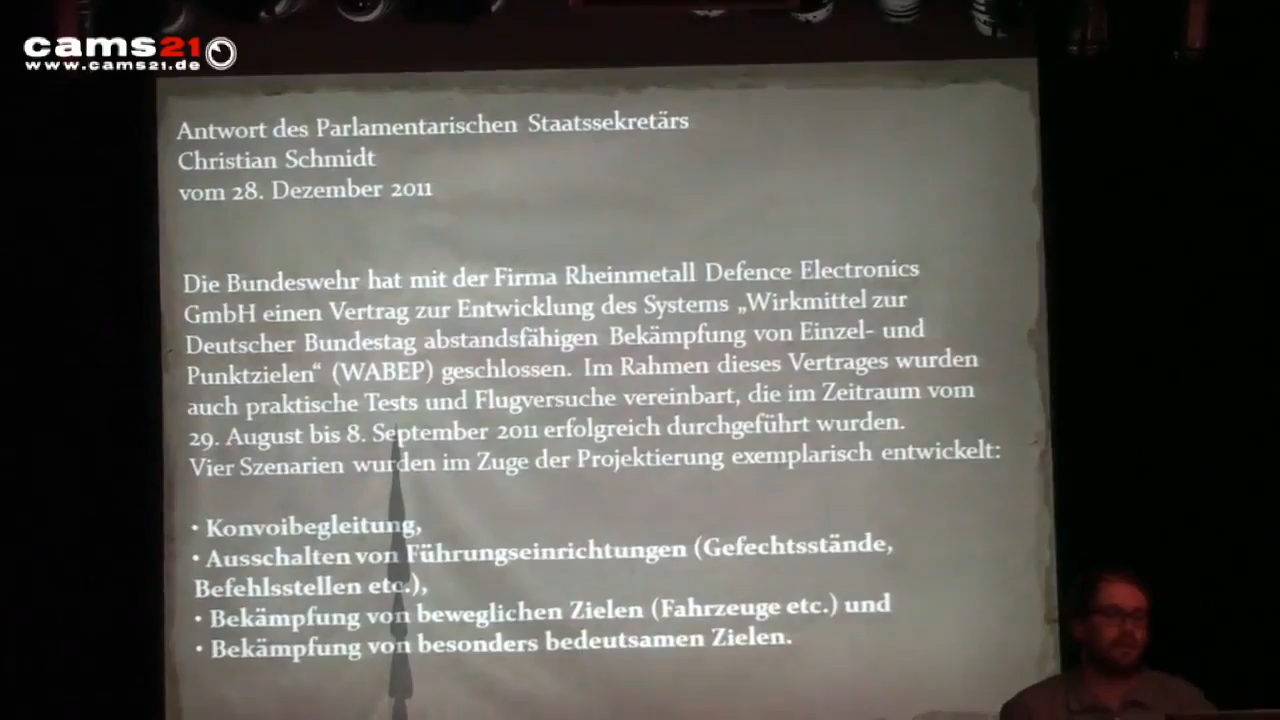 cams21
www.cams21.de
Antwort des Parlamentarischen Staatssekretärs
Christian Schmidt
vom 28. Dezember 2011
Die Bundeswehr hat mit der Firma Rheinmetall Defence Electronics
GmbH einen Vertrag zur Entwicklung des Systems „Wirkmittel zur
Deutscher Bundestag abstandsfähigen Bekämpfung von Einzel- und
Punktzielen“ (WABEP) geschlossen. Im Rahmen dieses Vertrages wurden
auch praktische Tests und Flugversuche vereinbart, die im Zeitraum vom
29. August bis 8. September 2011 erfolgreich durchgeführt wurden.
Vier Szenarien wurden im Zuge der Projektierung exemplarisch entwickelt:
• Konvoibegleitung,
• Ausschalten von Führungseinrichtungen (Gefechtsstände,
Befehlsstellen etc.),
• Bekämpfung von beweglichen Zielen (Fahrzeuge etc.) und
• Bekämpfung von besonders bedeutsamen Zielen.